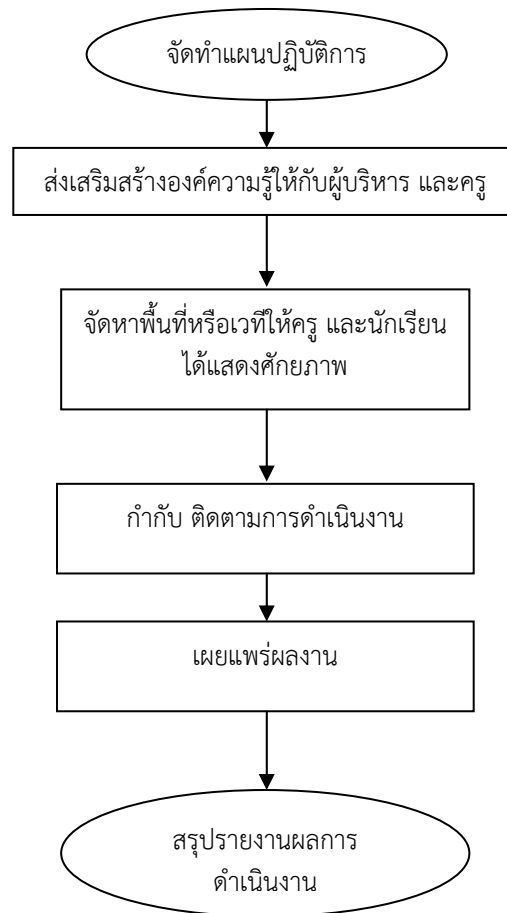 จัดทำแผนปฏิบัติการ
ส่งเสริมสร้างองค์ความรู้ให้กับผู้บริหาร และครู
จัดหาพื้นที่หรือเวทีให้ครู และนักเรียน
ได้แสดงศักยภาพ
กำกับ ติดตามการดำเนินงาน
เผยแพร่ผลงาน
สรุปรายงานผลการ
ดำเนินงาน